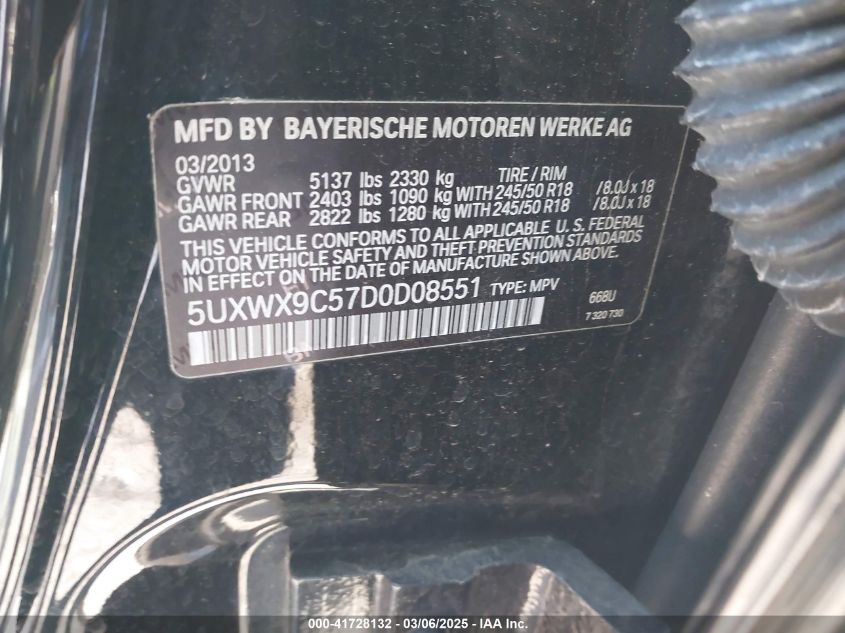 MFD BY BAYERISCHE MOTOREN WERKE AG
03/2013 TIRE / RIM
GVWR 5137 lbs 2330 kg
GAWR FRONT 2403 lbs 1090 kg WITH 245/50 R18 /8.0J x 18
GAWR REAR 2822 lbs 1280 kg WITH 245/50 R18 /8.0J x 18
THIS VEHICLE CONFORMS TO ALL APPLICABLE U. S. FEDERAL
MOTOR VEHICLE SAFETY AND THEFT PREVENTION STANDARDS
IN EFFECT ON THE DATE OF MANUFACTURE
5UXWX9C57D0D08551 TYPE: MPV 668U
7 320 730
000-41728132 - 03/06/2025 - IAA Inc.